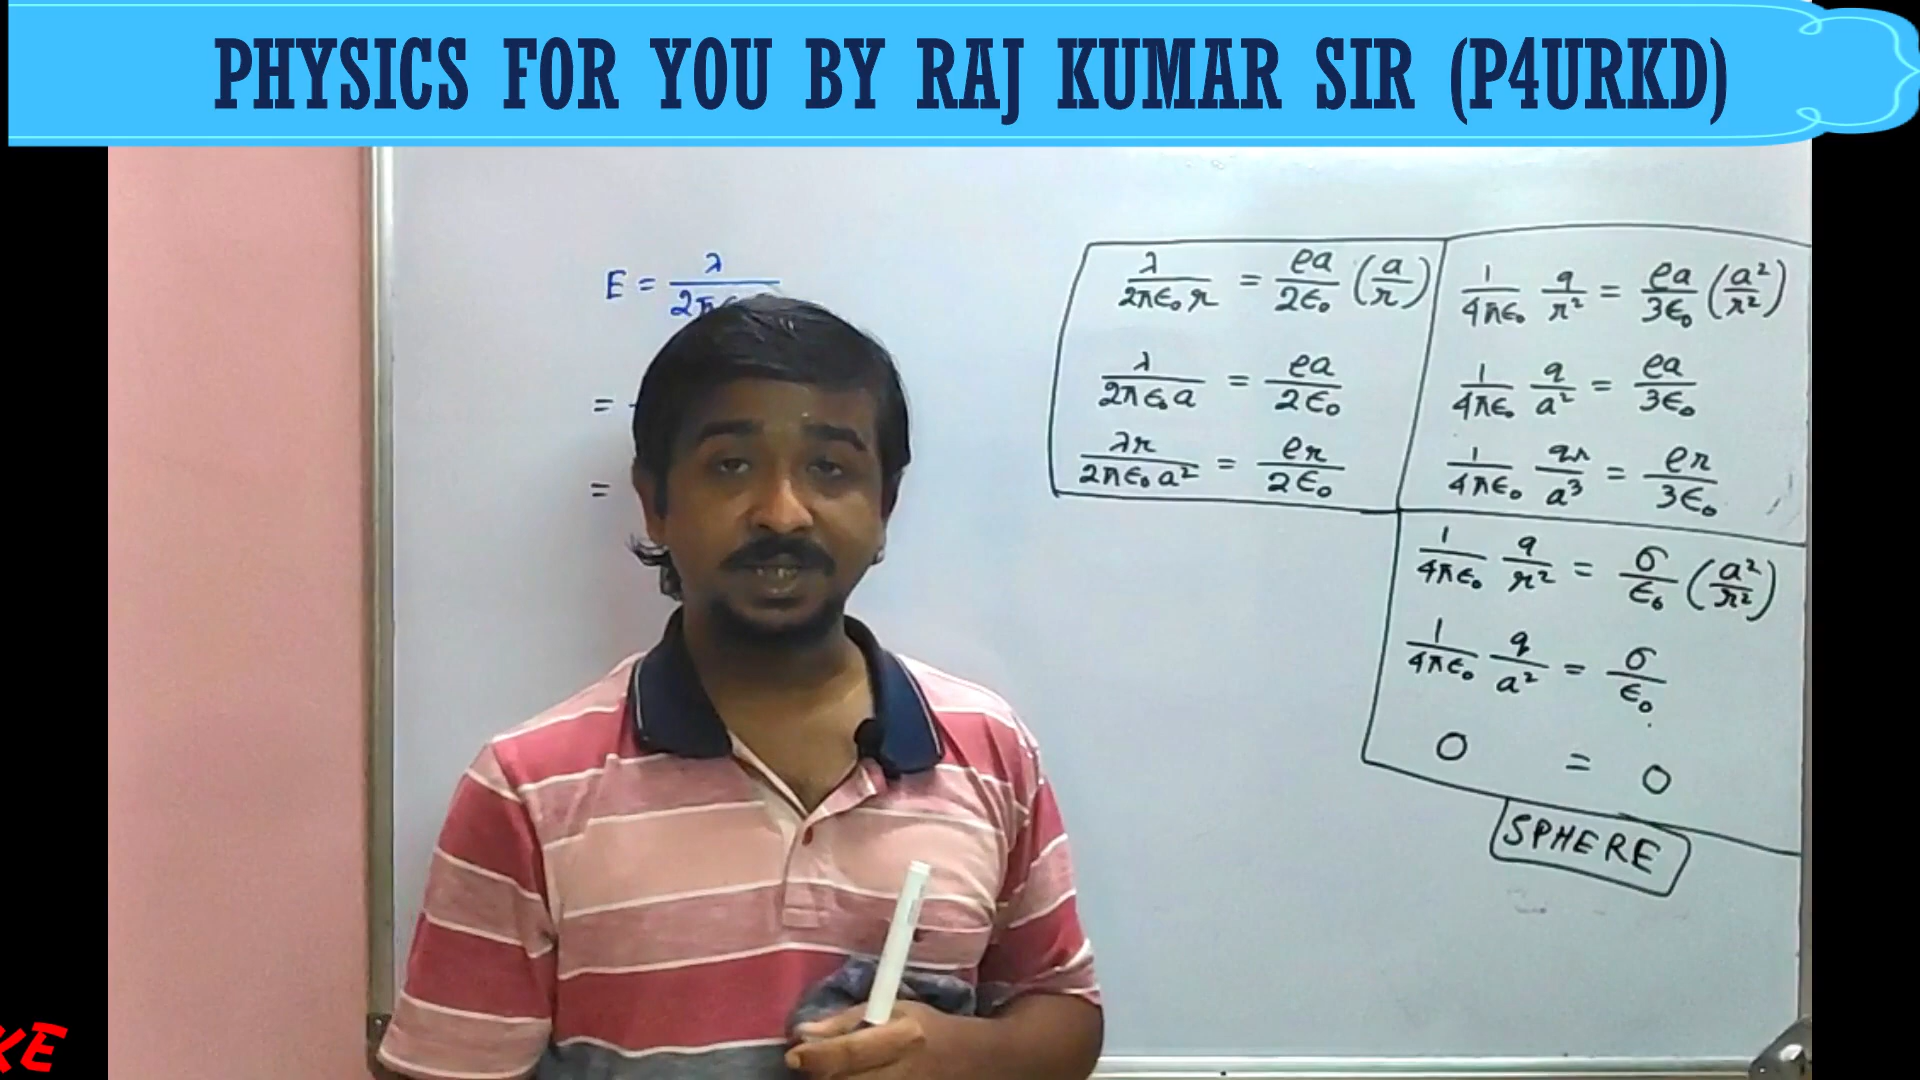 PHYSICS FOR YOU BY RAJ KUMAR SIR (P4URKD)
E = λ/2π
=
=
λ/2πϵ₀r = ρa/2ϵ₀ (a/r)
λ/2πϵ₀a = ρa/2ϵ₀
λr/2πϵ₀a² = ρr/2ϵ₀
1/4πϵ₀ q/r² = ρa/3ϵ₀ (a²/r²)
1/4πϵ₀ q/a² = ρa/3ϵ₀
1/4πϵ₀ qr/a³ = ρr/3ϵ₀
1/4πϵ₀ q/r² = σ/ϵ₀ (a²/r²)
1/4πϵ₀ q/a² = σ/ϵ₀
0 = 0
SPHERE
KE